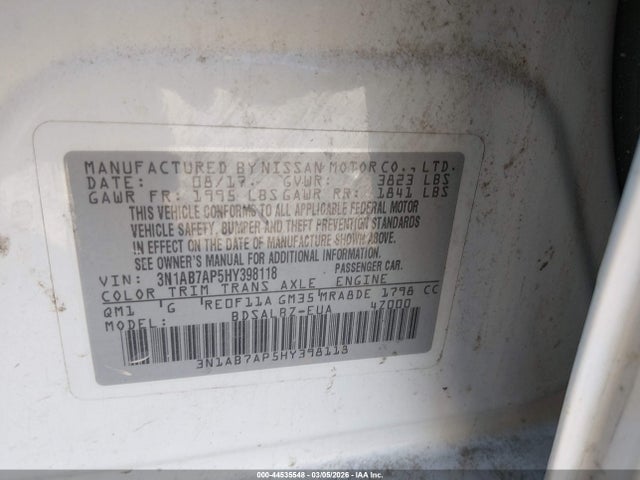 MANUFACTURED BY NISSAN MOTOR CO., LTD.
DATE: 08/17 GVWR: 3823 LBS
GAWR FR: 1995 LBS GAWR RR: 1841 LBS
THIS VEHICLE CONFORMS TO ALL APPLICABLE FEDERAL MOTOR
VEHICLE SAFETY, BUMPER AND THEFT PREVENTION STANDARDS
IN EFFECT ON THE DATE OF MANUFACTURE SHOWN ABOVE.
SEE OWNER'S MANUAL FOR ADDITIONAL INFORMATION.
VIN: 3N1AB7AP5HY398118 PASSENGER CAR.
COLOR TRIM TRANS AXLE ENGINE
QM1 G RE0F11A GM35 MRA8DE 1798 CC
MODEL: BDSALRZ-EUA 4Z000
3N1AB7AP5HY398118
000-44535548 | 03/05/2026 | IAA Inc.